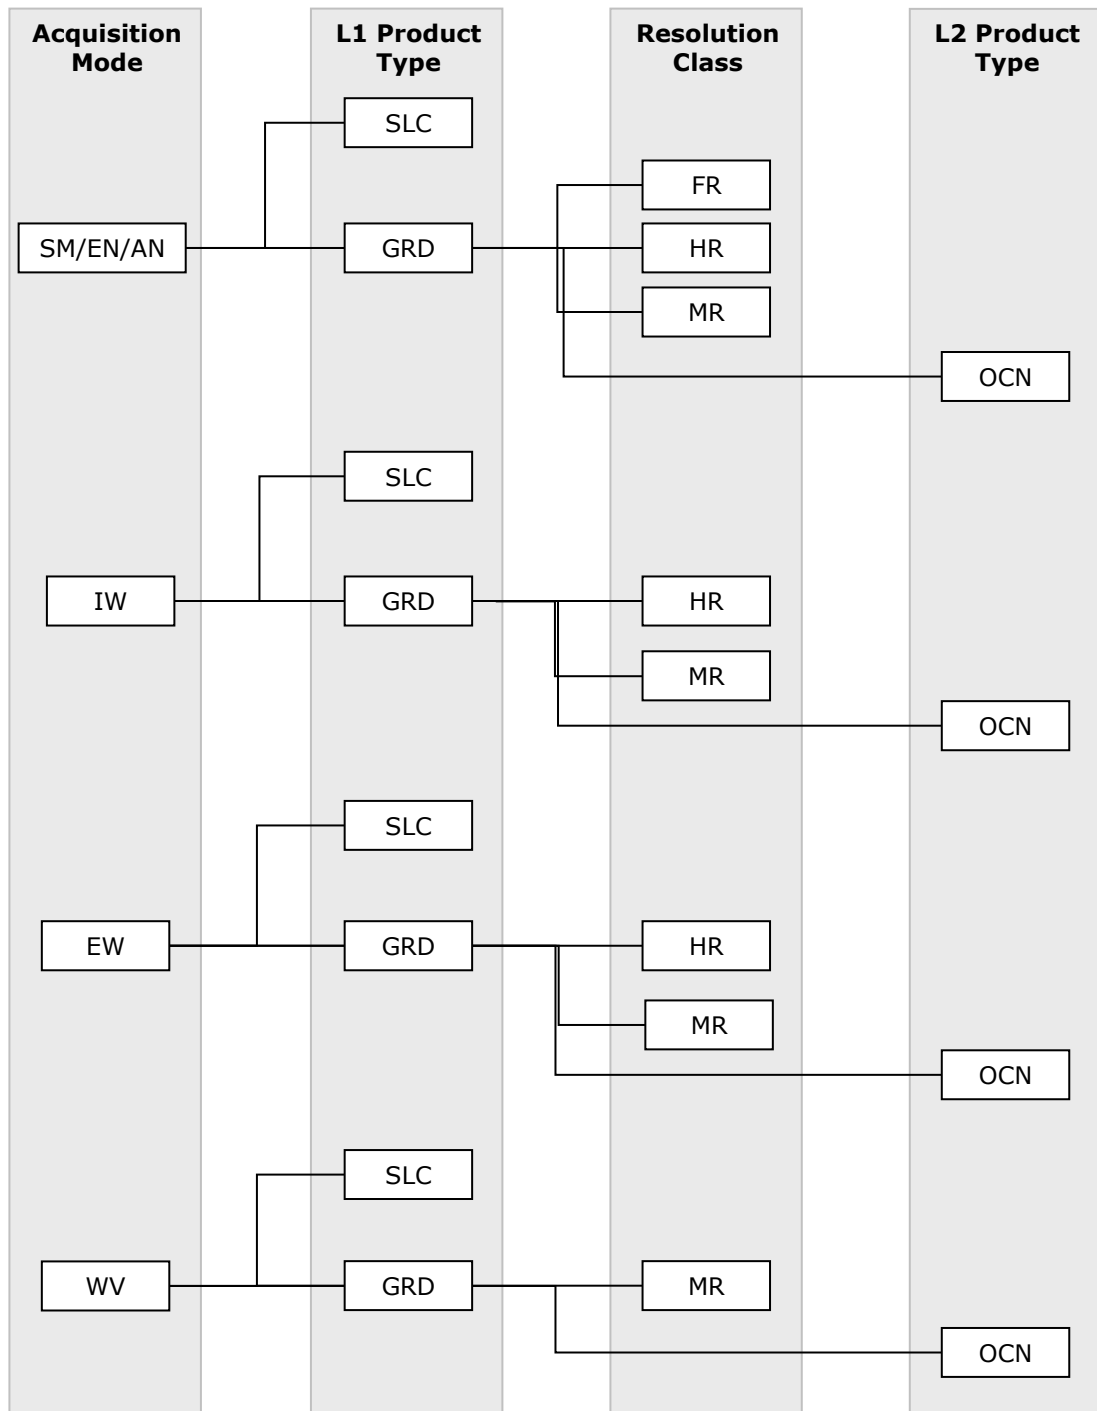 Acquisition
Mode
L1 Product
Type
Resolution
Class
L2 Product
Type
SLC
FR
SM/EN/AN
GRD
HR
MR
OCN
SLC
IW
GRD
HR
MR
OCN
SLC
EW
GRD
HR
MR
OCN
SLC
WV
GRD
MR
OCN